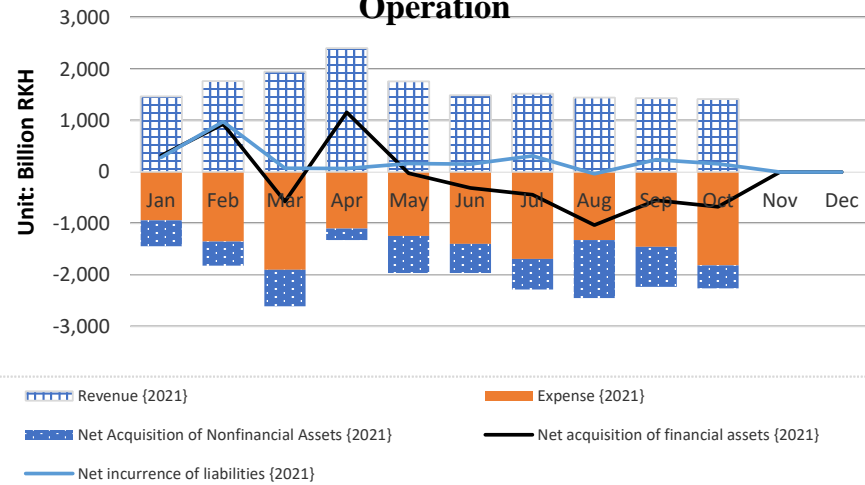 Operation
Unit: Billion RKH
3,000
2,000
1,000
0
-1,000
-2,000
-3,000
Jan Feb Mar Apr May Jun Jul Aug Sep Oct Nov Dec
Revenue {2021} Expense {2021}
Net Acquisition of Nonfinancial Assets {2021} Net acquisition of financial assets {2021}
Net incurrence of liabilities {2021}